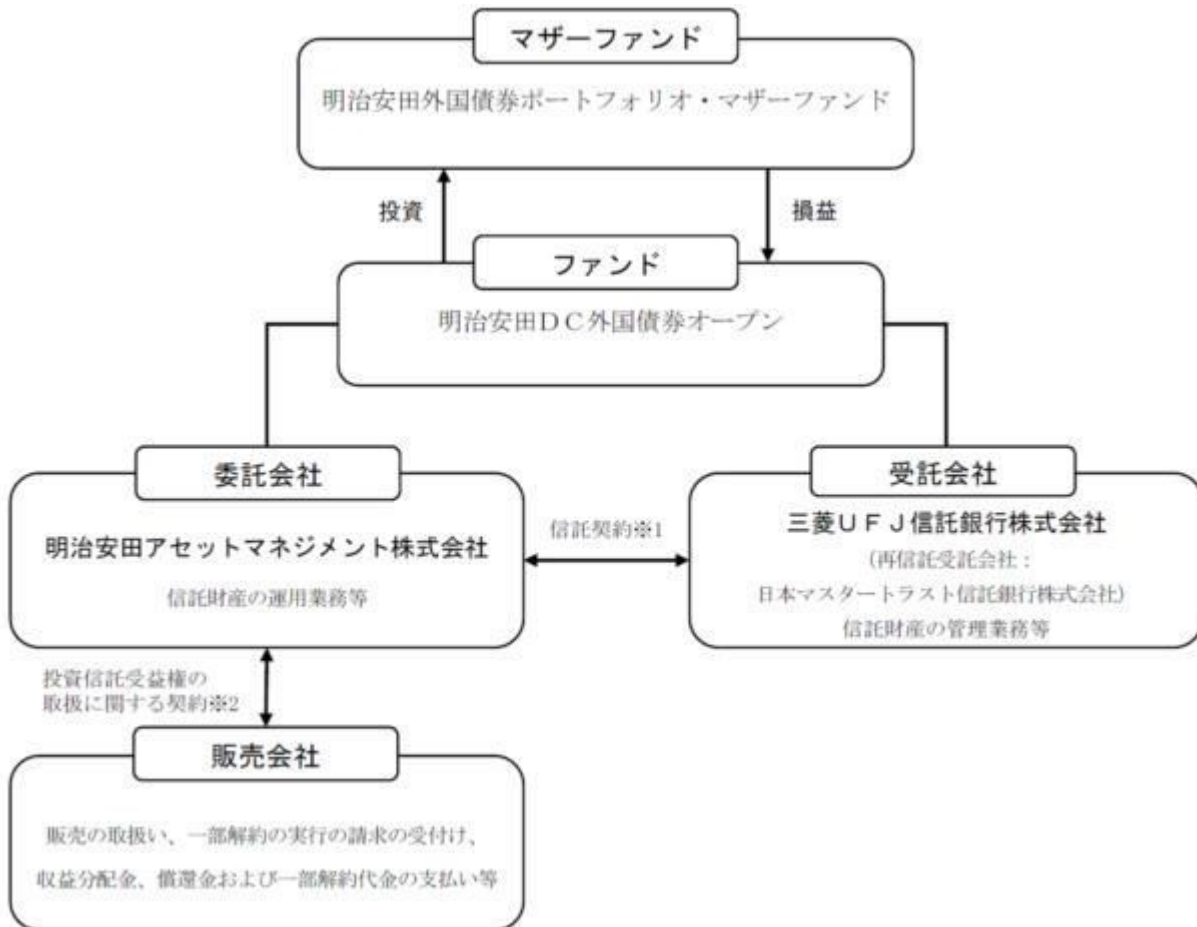 マザーファンド
明治安田外国債券ポートフォリオ・マザーファンド
投資
損益
ファンド
明治安田DC外国債券オープン
委託会社
明治安田アセットマネジメント株式会社
信託財産の運用業務等
信託契約※1
受託会社
三菱UFJ信託銀行株式会社
(再信託受託会社:
日本マスタートラスト信託銀行株式会社)
信託財産の管理業務等
投資信託受益権の
取扱に関する契約※2
販売会社
販売の取扱い、一部解約の実行の請求の受付け、
収益分配金、償還金および一部解約代金の支払い等